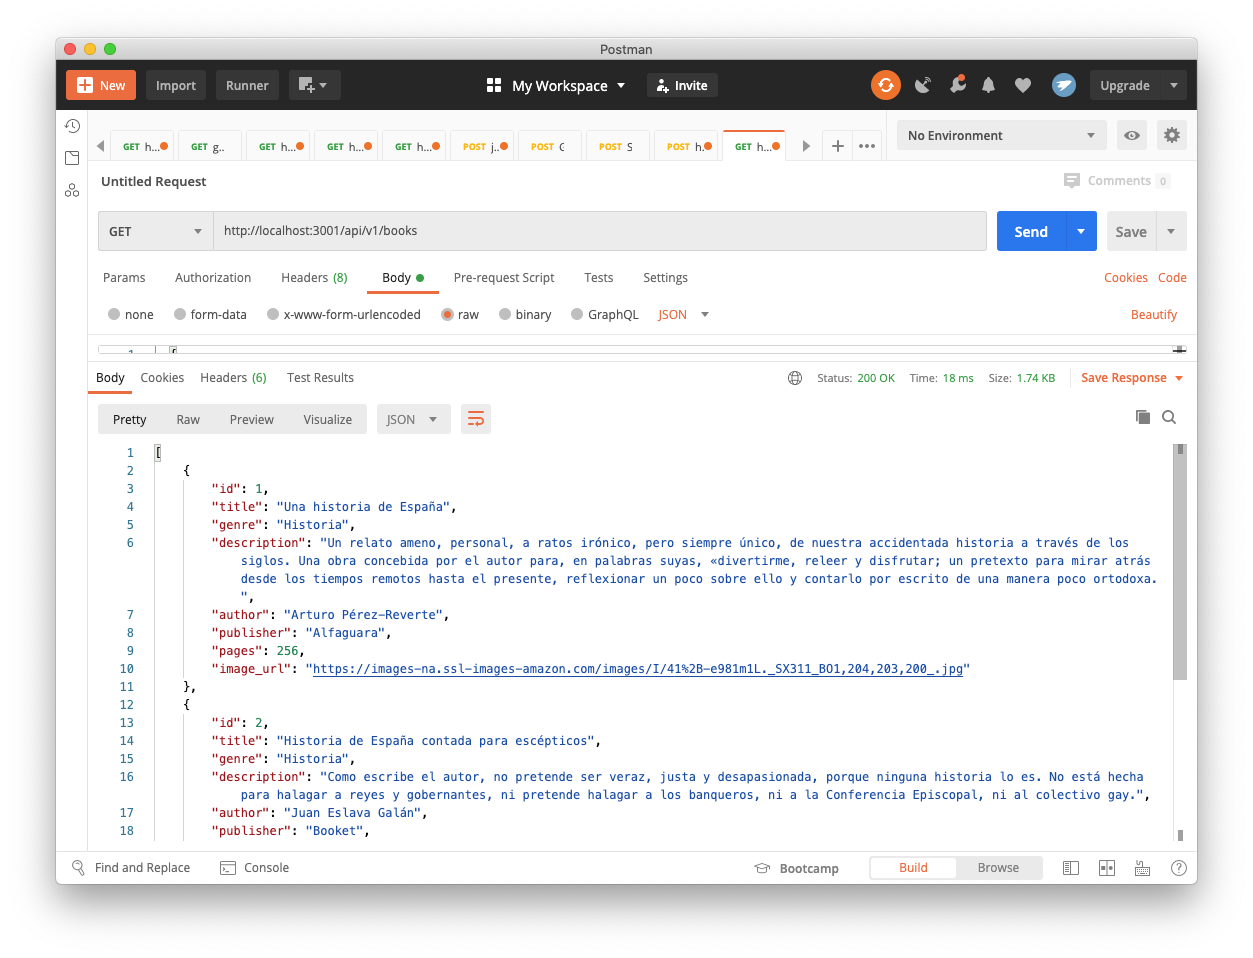 Postman
New Import Runner My Workspace Invite Upgrade
GET h... GET g.. GET h... GET h... GET h... POST j... POST POST S POST h. GET h... No Environment
Untitled Request Comments 0
GET http://localhost:3001/api/v1/books Send Save
Params Authorization Headers (8) Body Pre-request Script Tests Settings Cookies Code
none form-data x-www-form-urlencoded raw binary GraphQL JSON Beautify
1 {
Body Cookies Headers (6) Test Results Status: 200 OK Time: 18 ms Size: 1.74 KB Save Response
Pretty Raw Preview Visualize JSON
1 [
2 {
3 "id": 1,
4 "title": "Una historia de España",
5 "genre": "Historia",
6 "description": "Un relato ameno, personal, a ratos irónico, pero siempre único, de nuestra accidentada historia a través de los
siglos. Una obra concebida por el autor para, en palabras suyas, «divertirme, releer y disfrutar; un pretexto para mirar atrás
desde los tiempos remotos hasta el presente, reflexionar un poco sobre ello y contarlo por escrito de una manera poco ortodoxa.
",
7 "author": "Arturo Pérez-Reverte",
8 "publisher": "Alfaguara",
9 "pages": 256,
10 "image_url": "https://images-na.ssl-images-amazon.com/images/I/41%2B-e981m1L._SX311_BO1,204,203,200_.jpg"
11 },
12 {
13 "id": 2,
14 "title": "Historia de España contada para escépticos",
15 "genre": "Historia",
16 "description": "Como escribe el autor, no pretende ser veraz, justa y desapasionada, porque ninguna historia lo es. No está hecha
para halagar a reyes y gobernantes, ni pretende halagar a los banqueros, ni a la Conferencia Episcopal, ni al colectivo gay.",
17 "author": "Juan Eslava Galán",
18 "publisher": "Booket",
Find and Replace Console Bootcamp Build Browse